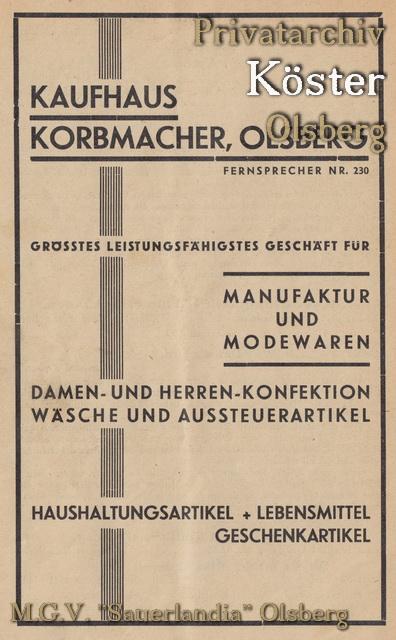 Privatarchiv
Köster
Olsberg
KAUFHAUS
KORBMACHER, OLSBERG
FERNSPRECHER NR. 230
GRÖSSTES LEISTUNGSFÄHIGSTES GESCHÄFT FÜR
MANUFAKTUR
UND
MODEWAREN
DAMEN- UND HERREN-KONFEKTION
WÄSCHE UND AUSSTEUERARTIKEL
HAUSHALTUNGSARTIKEL + LEBENSMITTEL
GESCHENKARTIKEL
M.G.V. "Sauerlandia" Olsberg